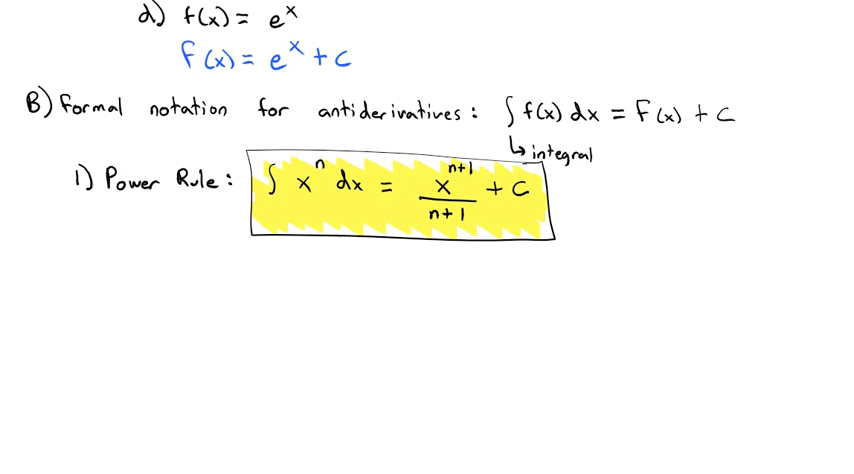 d) f(x) = e^x
F(x) = e^x + C
B) Formal notation for antiderivatives: ∫ f(x) dx = F(x) + C
↳ integral
1) Power Rule: ∫ x^n dx = x^(n+1)/(n+1) + C